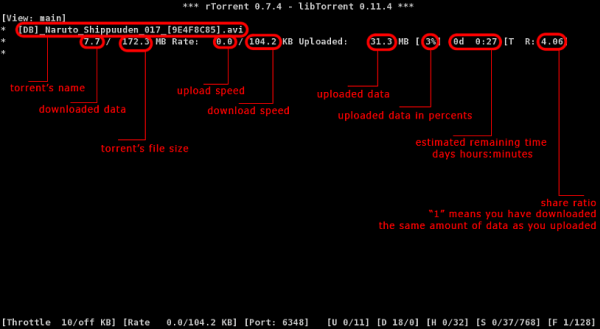 *** rTorrent 0.7.4 - libTorrent 0.11.4 ***
[View: main]
* [DB]_Naruto_Shippuuden_017_[9E4F8C85].avi
* 7.7 / 172.3 MB Rate: 0.0 / 104.2 KB Uploaded: 31.3 MB [ 3%] 0d 0:27 [T R: 4.06
*
torrent's name
downloaded data
torrent's file size
upload speed
download speed
uploaded data
uploaded data in percents
estimated remaining time
days hours:minutes
share ratio
"1" means you have downloaded
the same amount of data as you uploaded
[Throttle 10/off KB] [Rate 0.0/104.2 KB] [Port: 6348] [U 0/11] [D 18/0] [H 0/32] [S 0/37/768] [F 1/128]